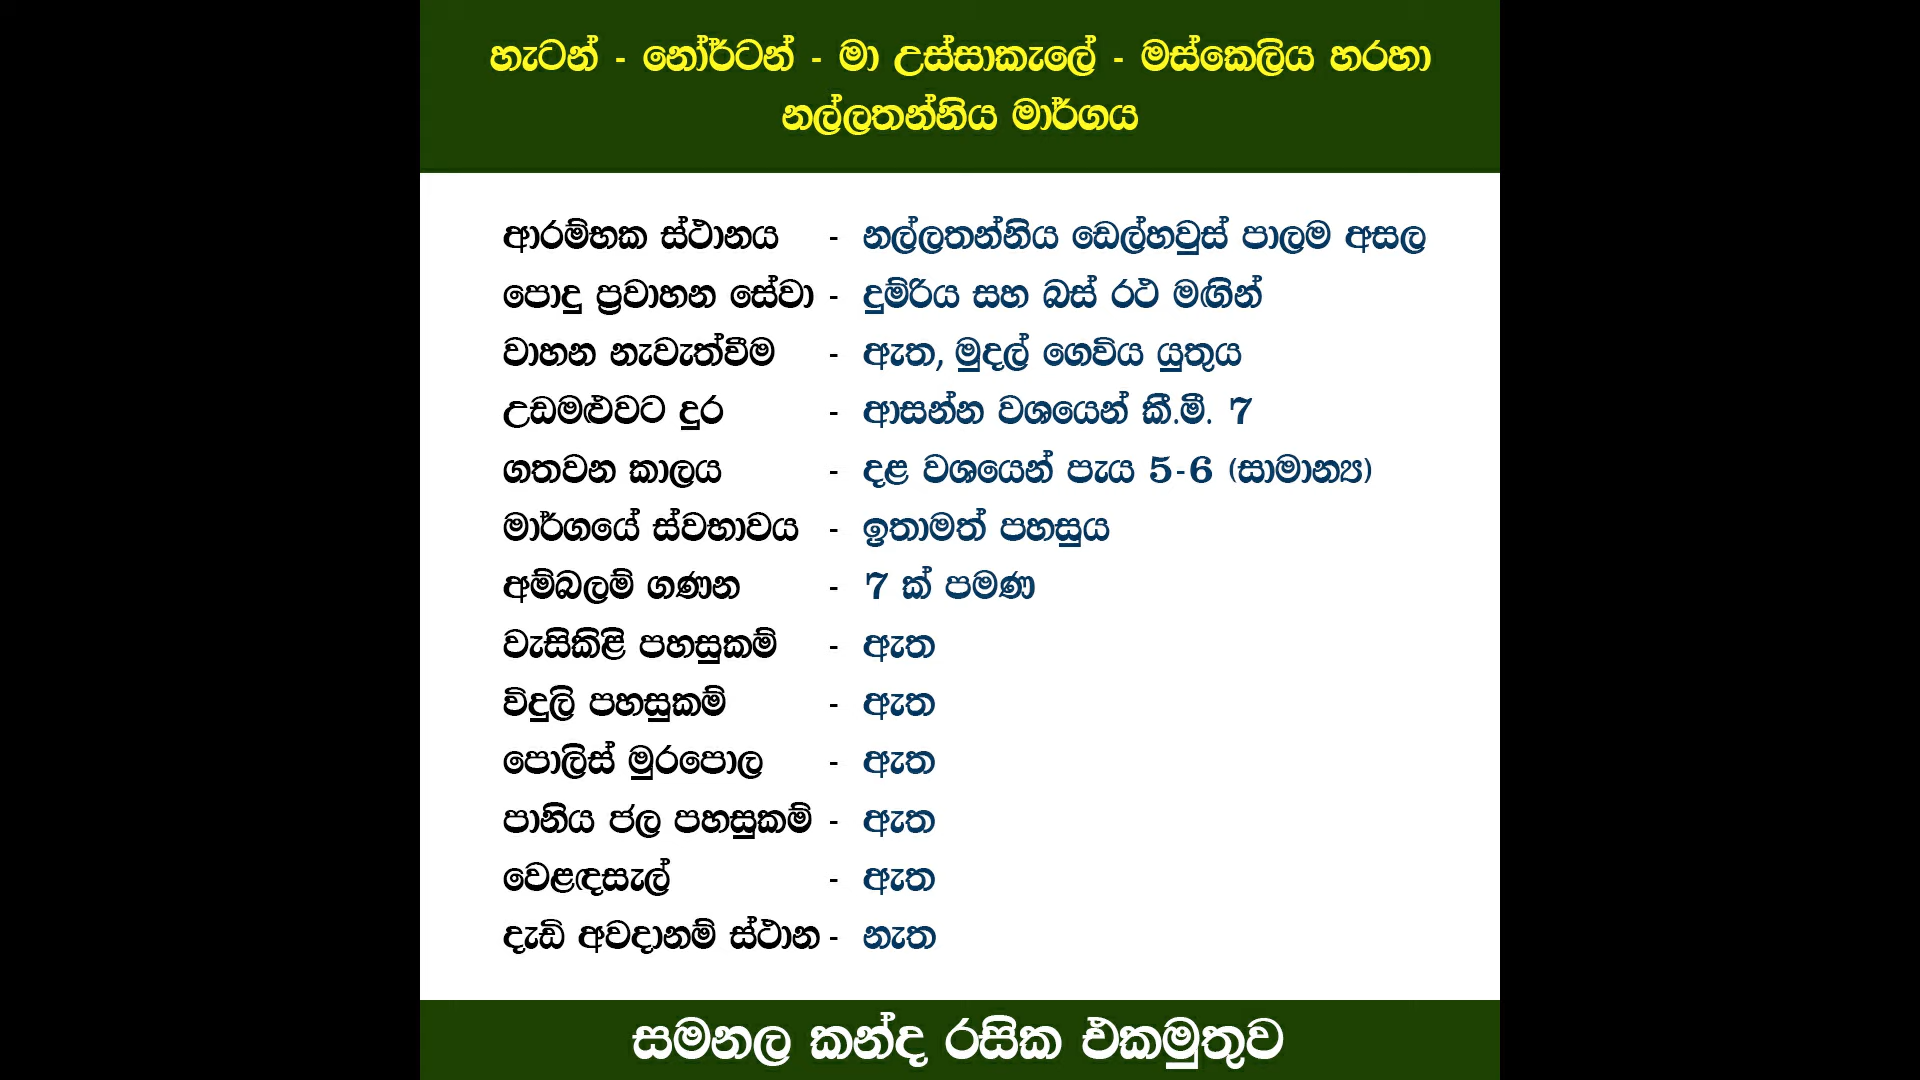 හැටන් - නෝර්ටන් - මා උස්සාකැලේ - මස්කෙලිය හරහා
නල්ලතන්නිය මාර්ගය
ආරම්භක ස්ථානය - නල්ලතන්නිය ඩෙල්හවුස් පාලම අසල
පොදු ප්‍රවාහන සේවා - දුම්රිය සහ බස් රථ මඟින්
වාහන නැවැත්වීම - ඇත, මුදල් ගෙවිය යුතුය
උඩමළුවට දුර - ආසන්න වශයෙන් කී.මී. 7
ගතවන කාලය - දළ වශයෙන් පැය 5-6 (සාමාන්‍ය)
මාර්ගයේ ස්වභාවය - ඉතාමත් පහසුය
අම්බලම් ගණන - 7 ක් පමණ
වැසිකිළි පහසුකම් - ඇත
විදුලි පහසුකම් - ඇත
පොලිස් මුරපොල - ඇත
පානිය ජල පහසුකම් - ඇත
වෙළඳසැල් - ඇත
දැඩි අවදානම් ස්ථාන - නැත
සමනල කන්ද රසික එකමුතුව